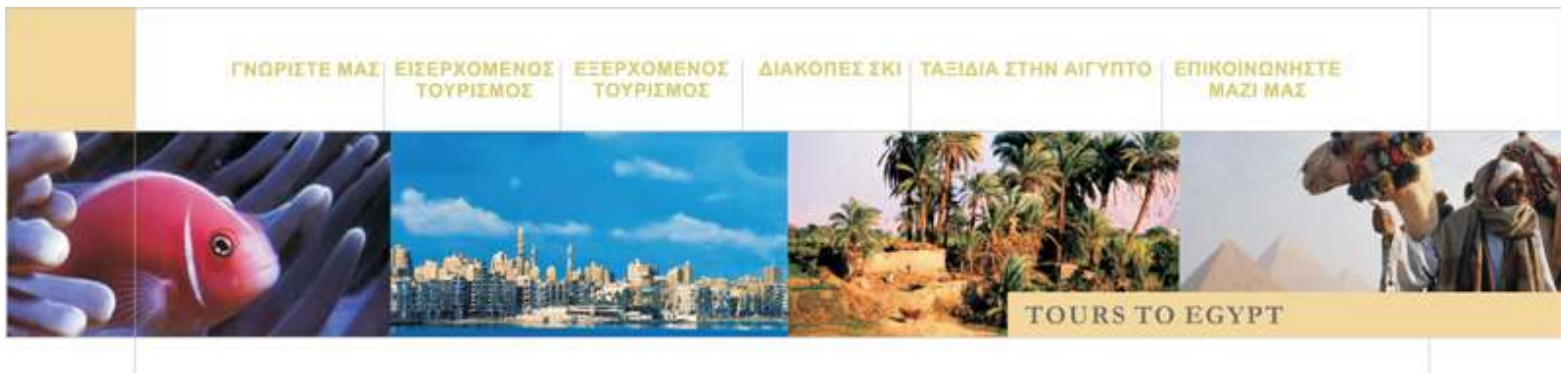 ΓΝΩΡΙΣΤΕ ΜΑΣ
ΕΙΣΕΡΧΟΜΕΝΟΣ
ΤΟΥΡΙΣΜΟΣ
ΕΞΕΡΧΟΜΕΝΟΣ
ΤΟΥΡΙΣΜΟΣ
ΔΙΑΚΟΠΕΣ ΣΚΙ
ΤΑΞΙΔΙΑ ΣΤΗΝ ΑΙΓΥΠΤΟ
ΕΠΙΚΟΙΝΩΝΗΣΤΕ
ΜΑΖΙ ΜΑΣ
TOURS TO EGYPT